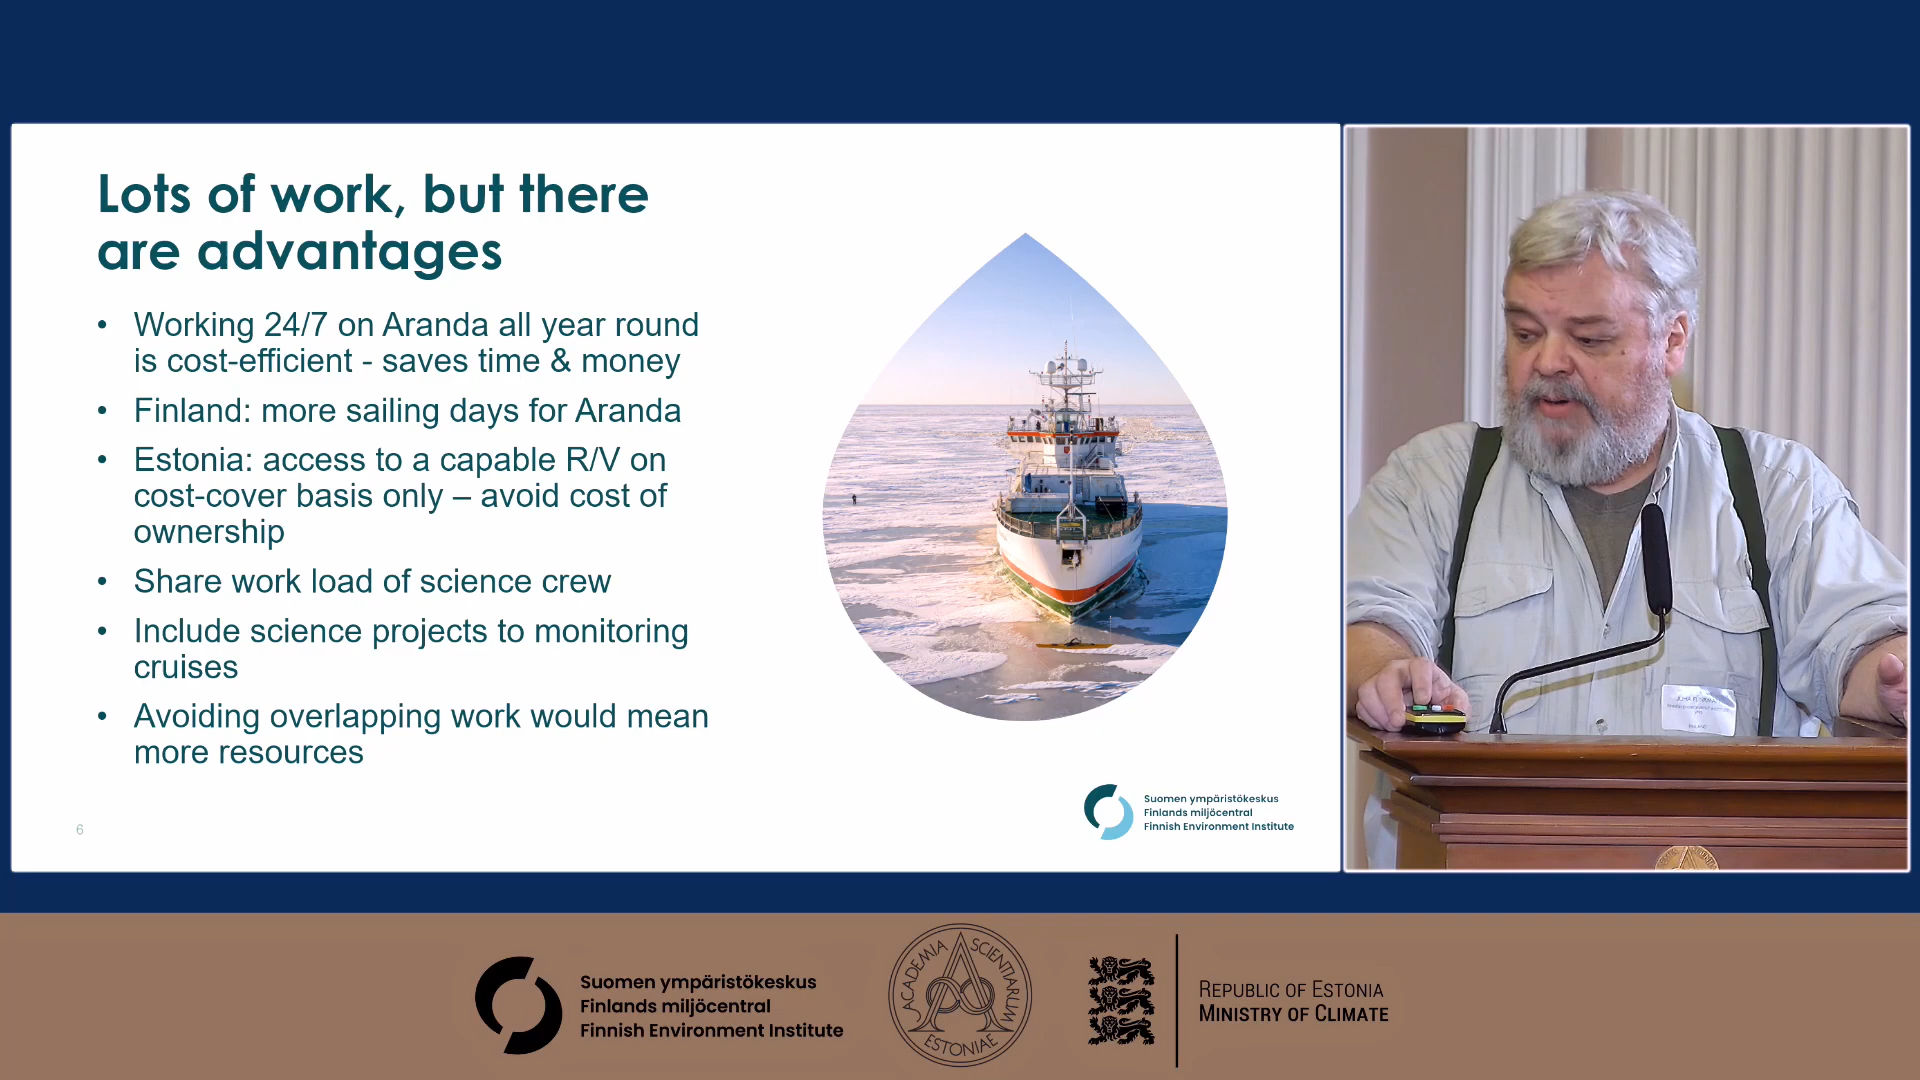 Lots of work, but there
are advantages
• Working 24/7 on Aranda all year round
is cost-efficient - saves time & money
• Finland: more sailing days for Aranda
• Estonia: access to a capable R/V on
cost-cover basis only – avoid cost of
ownership
• Share work load of science crew
• Include science projects to monitoring
cruises
• Avoiding overlapping work would mean
more resources
6
Suomen ympäristökeskus
Finlands miljöcentral
Finnish Environment Institute
FINLAND
Suomen ympäristökeskus
Finlands miljöcentral
Finnish Environment Institute
ACADEMIA SCIENTIARUM
ESTONIAE
REPUBLIC OF ESTONIA
MINISTRY OF CLIMATE